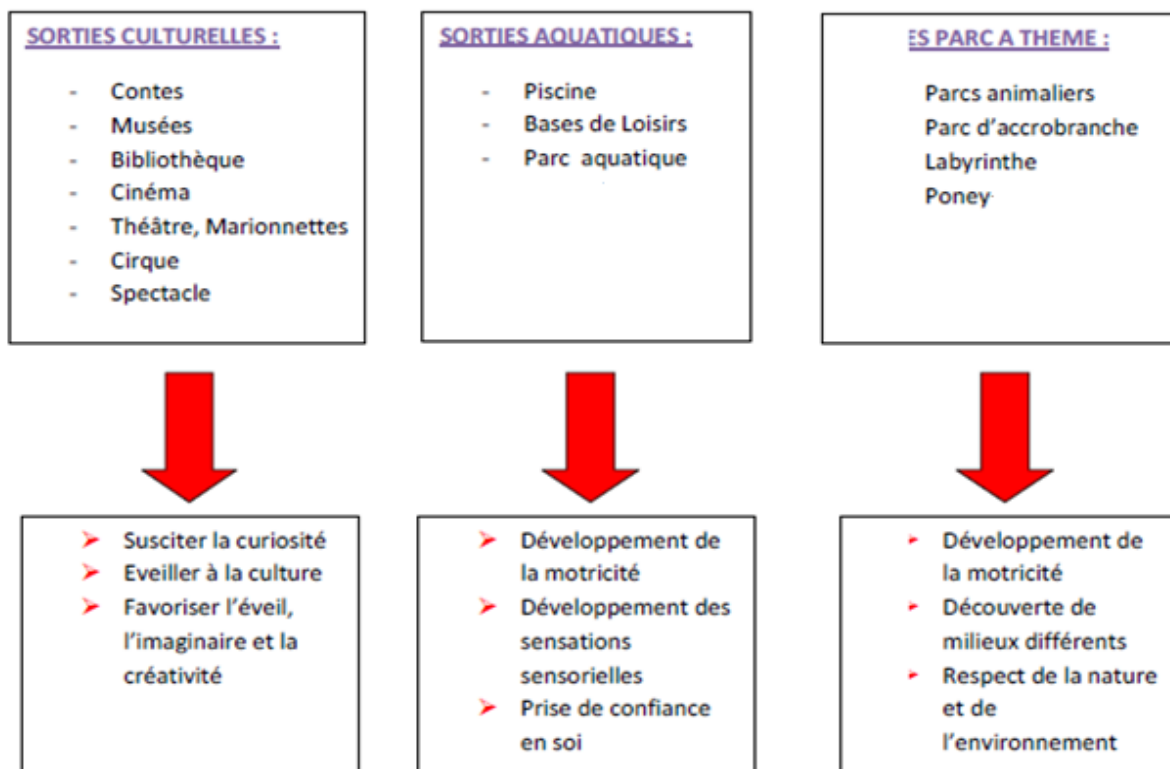 SORTIES CULTURELLES :
- Contes
- Musées
- Bibliothèque
- Cinéma
- Théâtre, Marionnettes
- Cirque
- Spectacle
SORTIES AQUATIQUES :
- Piscine
- Bases de Loisirs
- Parc aquatique
ES PARC A THEME :
Parcs animaliers
Parc d'accrobranche
Labyrinthe
Poney
➤ Susciter la curiosité
➤ Eveiller à la culture
➤ Favoriser l'éveil,
l'imaginaire et la
créativité
➤ Développement de
la motricité
➤ Développement des
sensations
sensorielles
➤ Prise de confiance
en soi
➤ Développement de
la motricité
➤ Découverte de
milieux différents
➤ Respect de la nature
et de
l'environnement